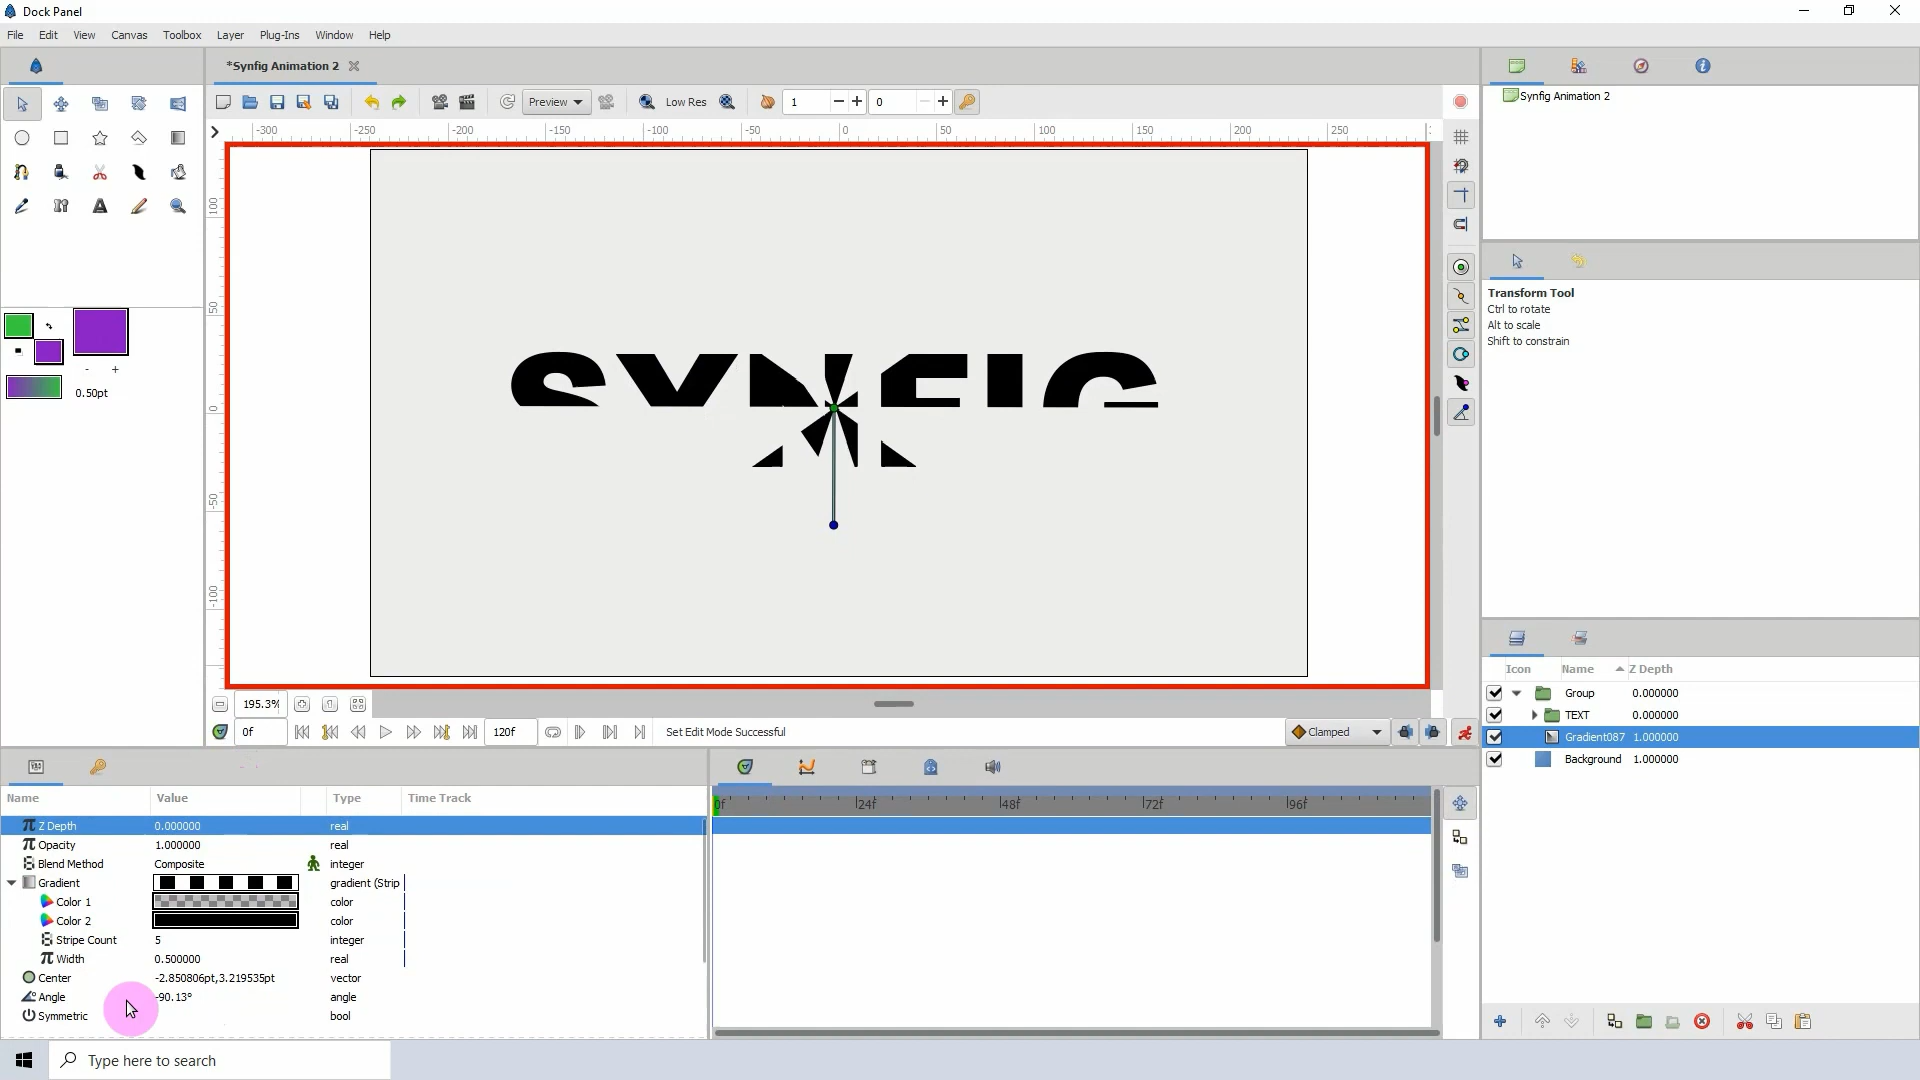 Dock Panel
File Edit View Canvas Toolbox Layer Plug-Ins Window Help
*Synfig Animation 2
Preview Low Res 1 0
-300 -250 -200 -150 -100 -50 0 50 100 150 200 250
100
50
0
-50
-100
0.50pt
Synfig Animation 2
Transform Tool
Ctrl to rotate
Alt to scale
Shift to constrain
195.3%
0f 120f Set Edit Mode Successful Clamped
Icon Name Z Depth
Group 0.000000
TEXT 0.000000
Gradient087 1.000000
Background 1.000000
Name Value Type Time Track
Z Depth 0.000000 real
Opacity 1.000000 real
Blend Method Composite integer
Gradient gradient (Strip
Color 1 color
Color 2 color
Stripe Count 5 integer
Width 0.500000 real
Center -2.850806pt,3.219535pt vector
Angle -90.13° angle
Symmetric bool
0f 24f 48f 72f 96f
Type here to search